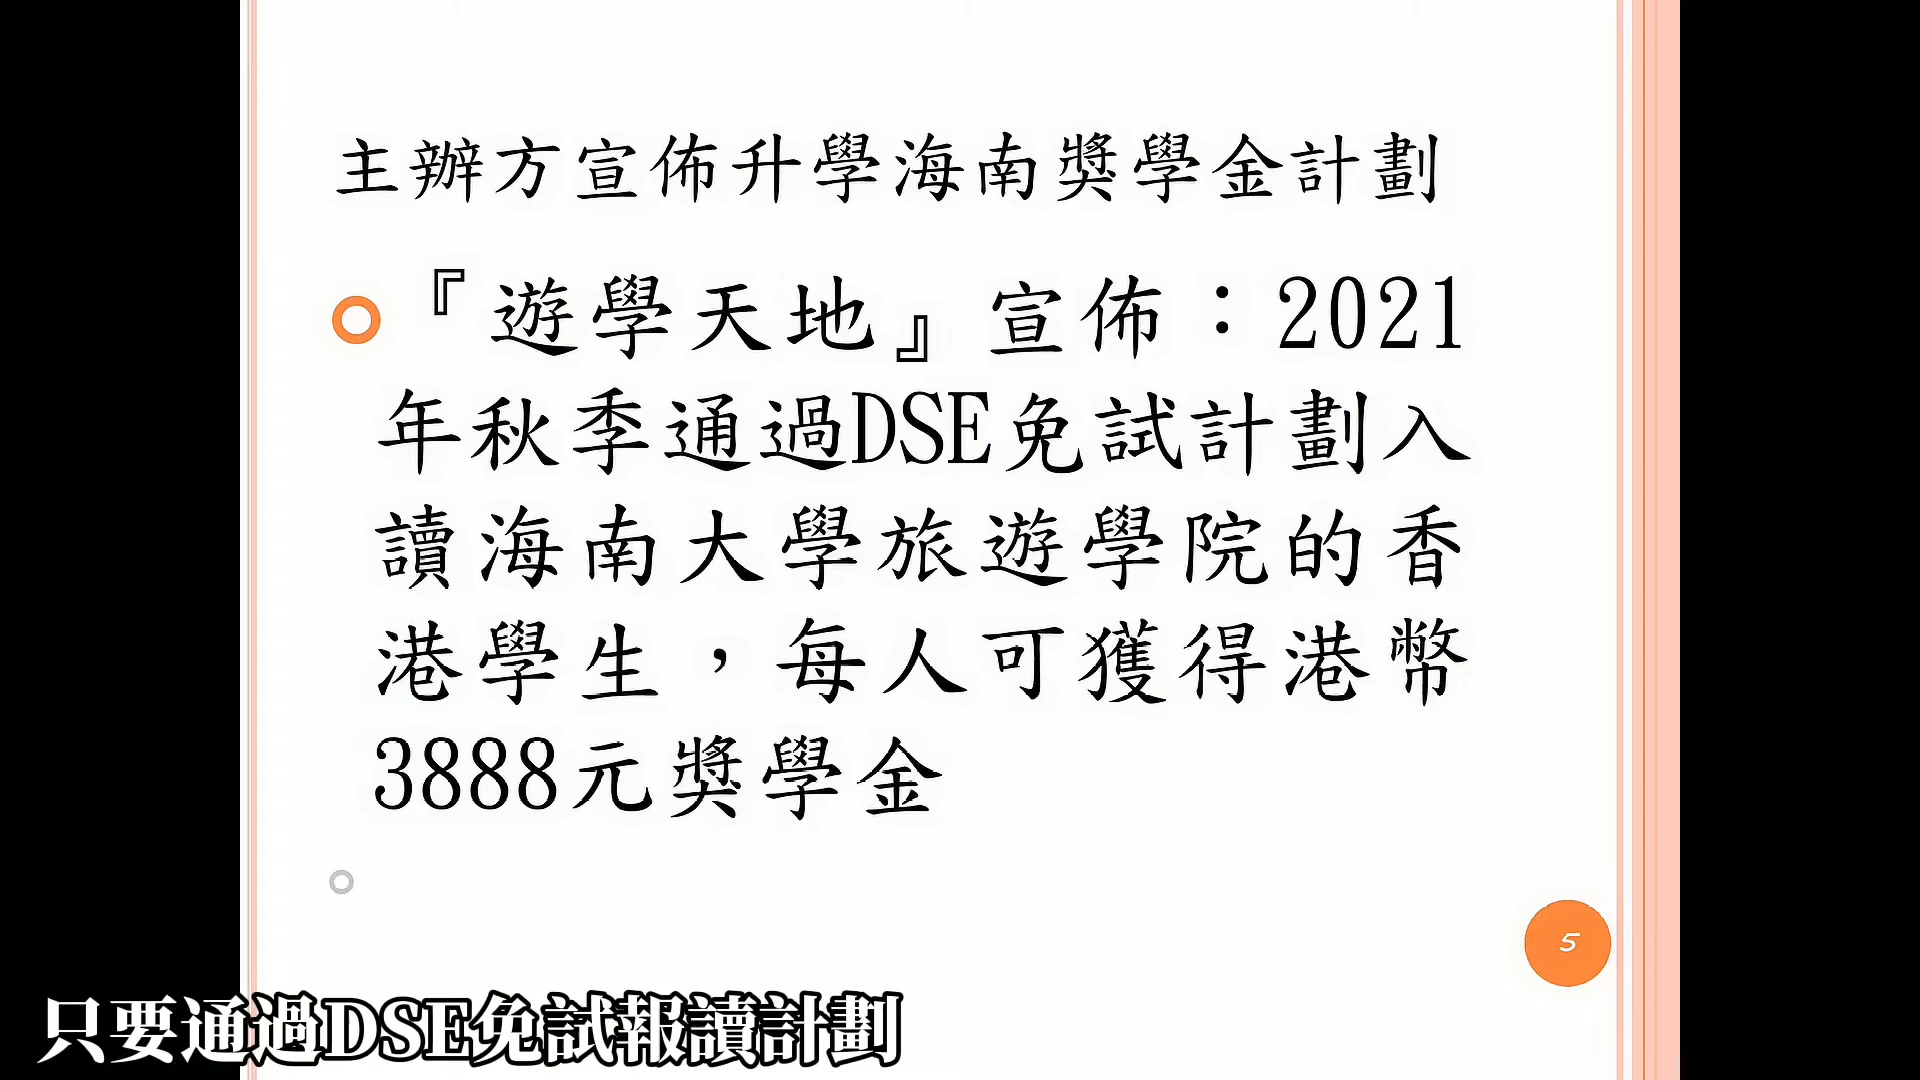 主辦方宣佈升學海南獎學金計劃
『遊學天地』宣佈：2021
年秋季通過DSE免試計劃入
讀海南大學旅遊學院的香
港學生，每人可獲得港幣
3888元獎學金
5
只要通過DSE免試報讀計劃